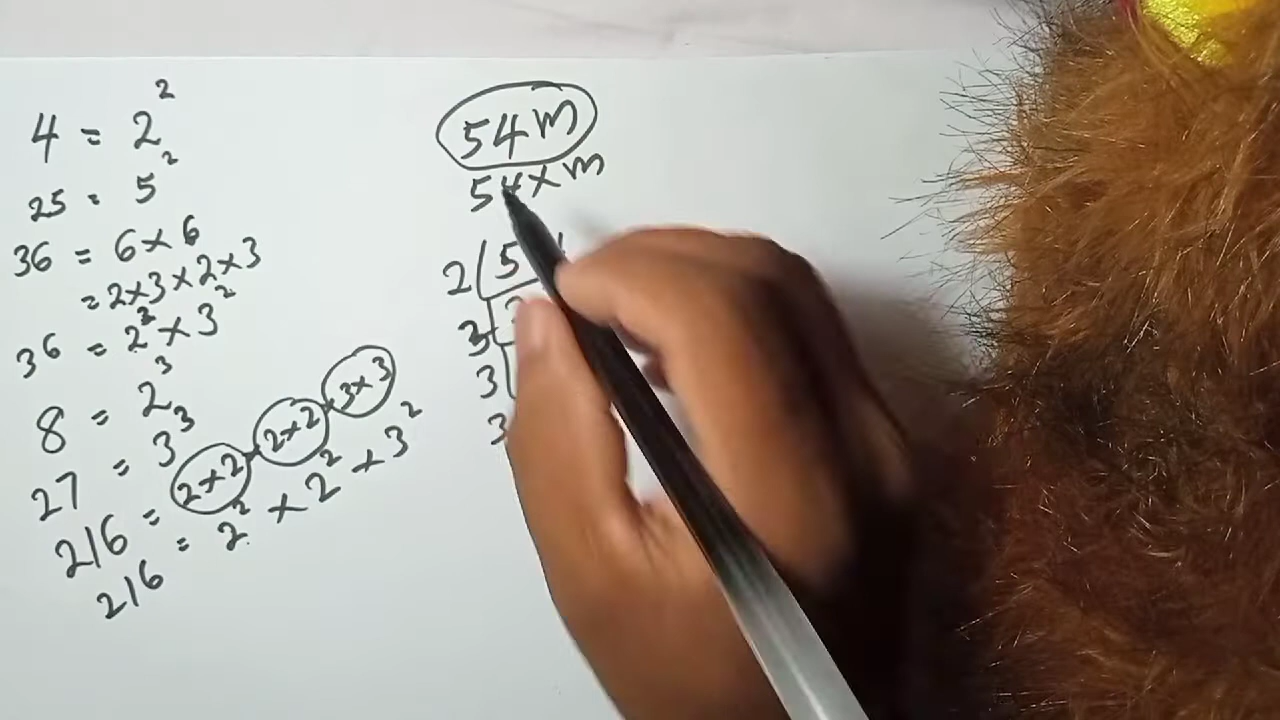 4 = 2²
25 = 5²
36 = 6×6
= 2×3×2×3
36 = 2² × 3²
8 = 2³
27 = 3³
216 = 2×2 × 2×2 × 3×3
216 = 2² × 2² × 3²
54m
54×m
2 5
3
3
3